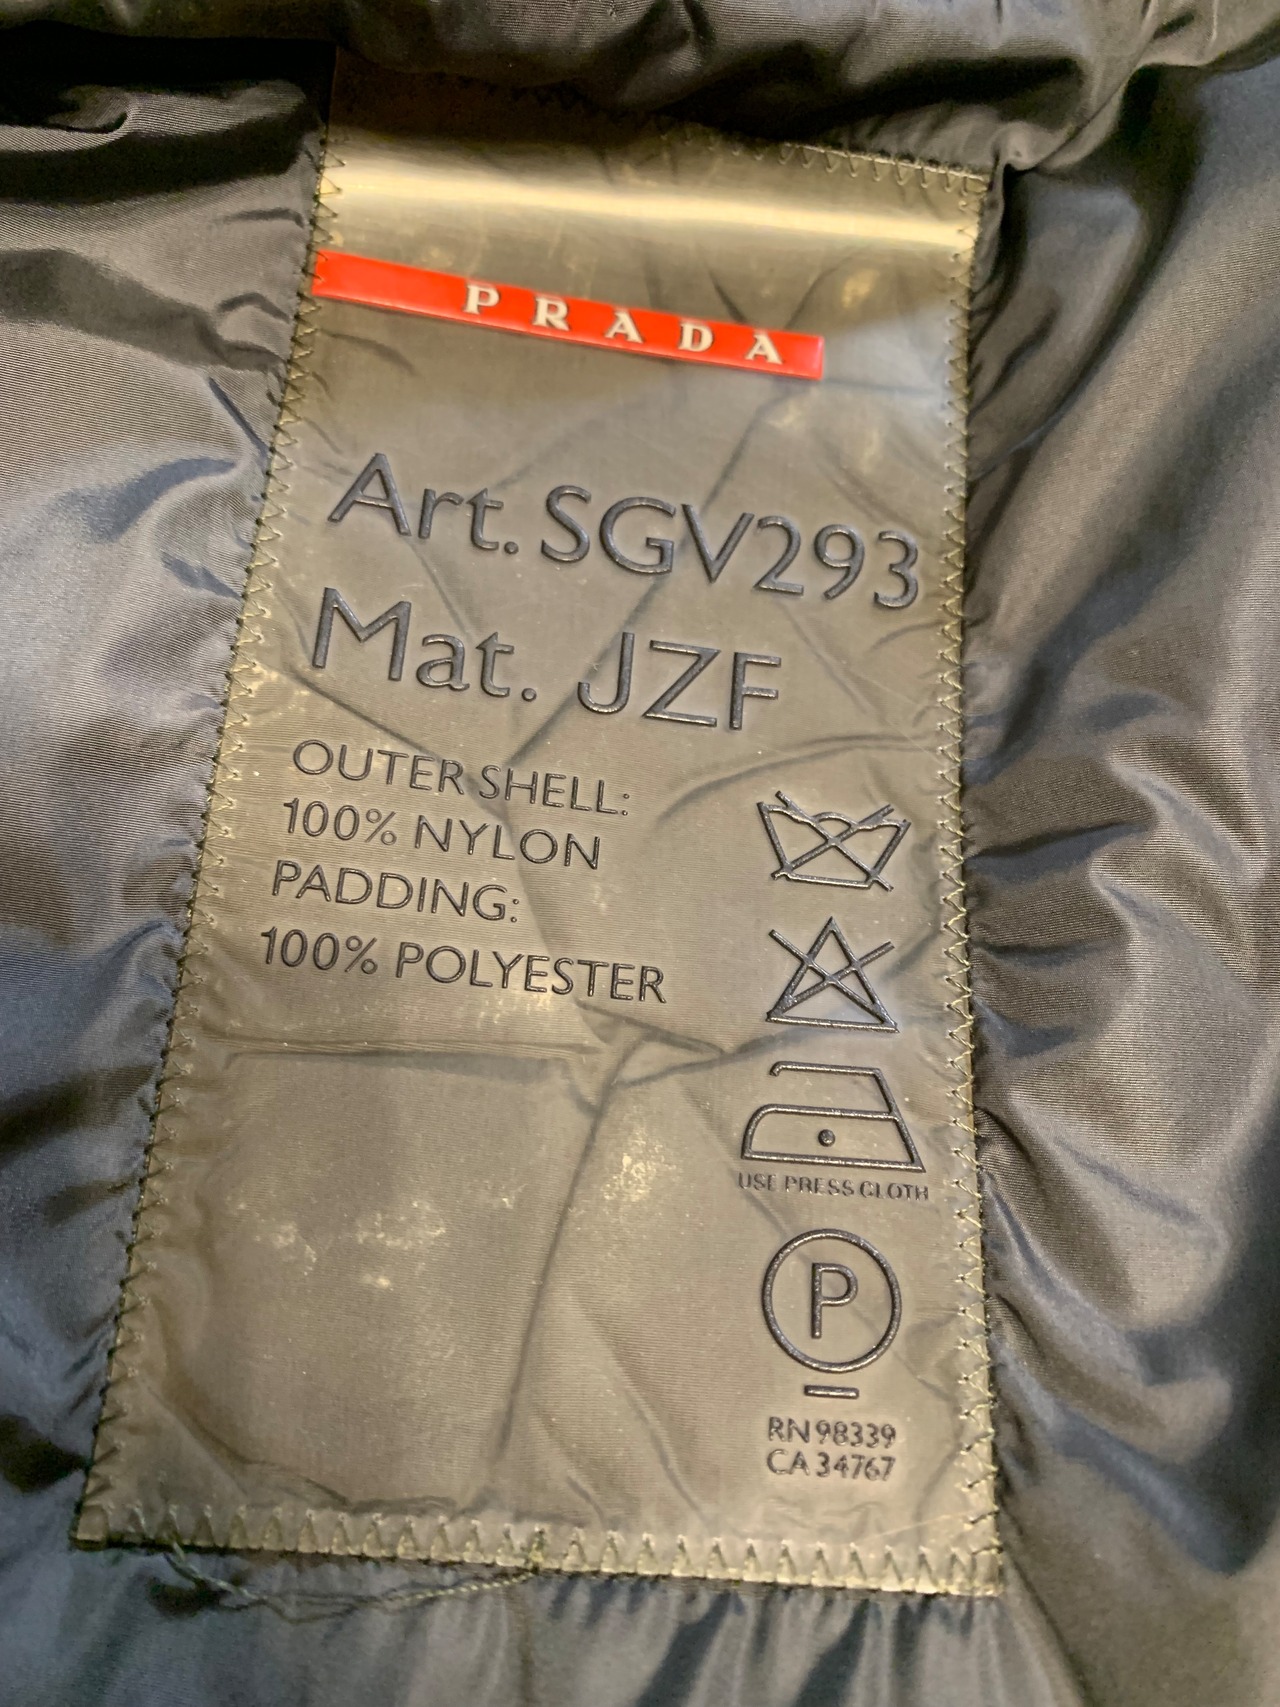 PRADA
Art. SGV293
Mat. JZF
OUTER SHELL:
100% NYLON
PADDING:
100% POLYESTER
USE PRESS CLOTH
P
RN 98339
CA 34767